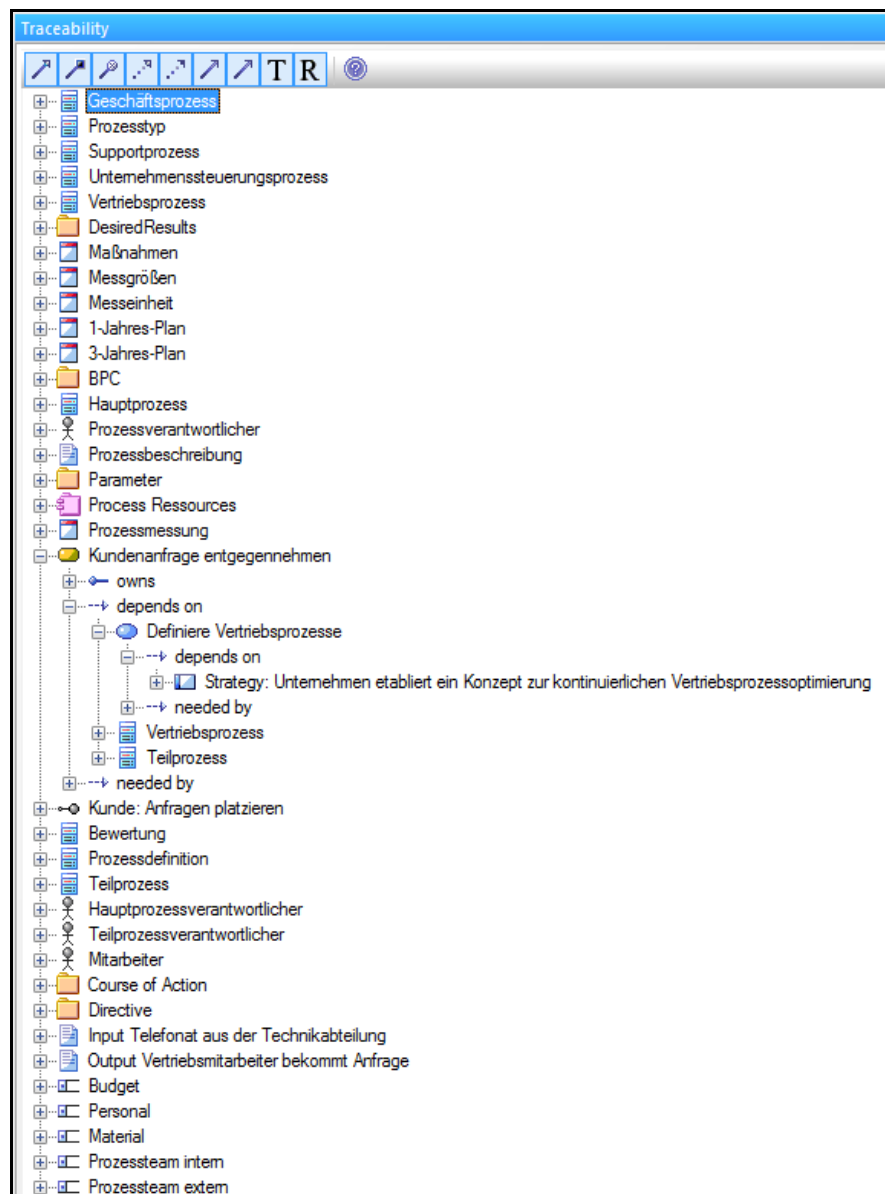 Traceability
T R
Geschäftsprozess
Prozesstyp
Supportprozess
Unternehmenssteuerungsprozess
Vertriebsprozess
DesiredResults
Maßnahmen
Messgrößen
Messeinheit
1-Jahres-Plan
3-Jahres-Plan
BPC
Hauptprozess
Prozessverantwortlicher
Prozessbeschreibung
Parameter
Process Ressources
Prozessmessung
Kundenanfrage entgegennehmen
owns
depends on
Definiere Vertriebsprozesse
depends on
Strategy: Unternehmen etabliert ein Konzept zur kontinuierlichen Vertriebsprozessoptimierung
needed by
Vertriebsprozess
Teilprozess
needed by
Kunde: Anfragen platzieren
Bewertung
Prozessdefinition
Teilprozess
Hauptprozessverantwortlicher
Teilprozessverantwortlicher
Mitarbeiter
Course of Action
Directive
Input Telefonat aus der Technikabteilung
Output Vertriebsmitarbeiter bekommt Anfrage
Budget
Personal
Material
Prozessteam intern
Prozessteam extern